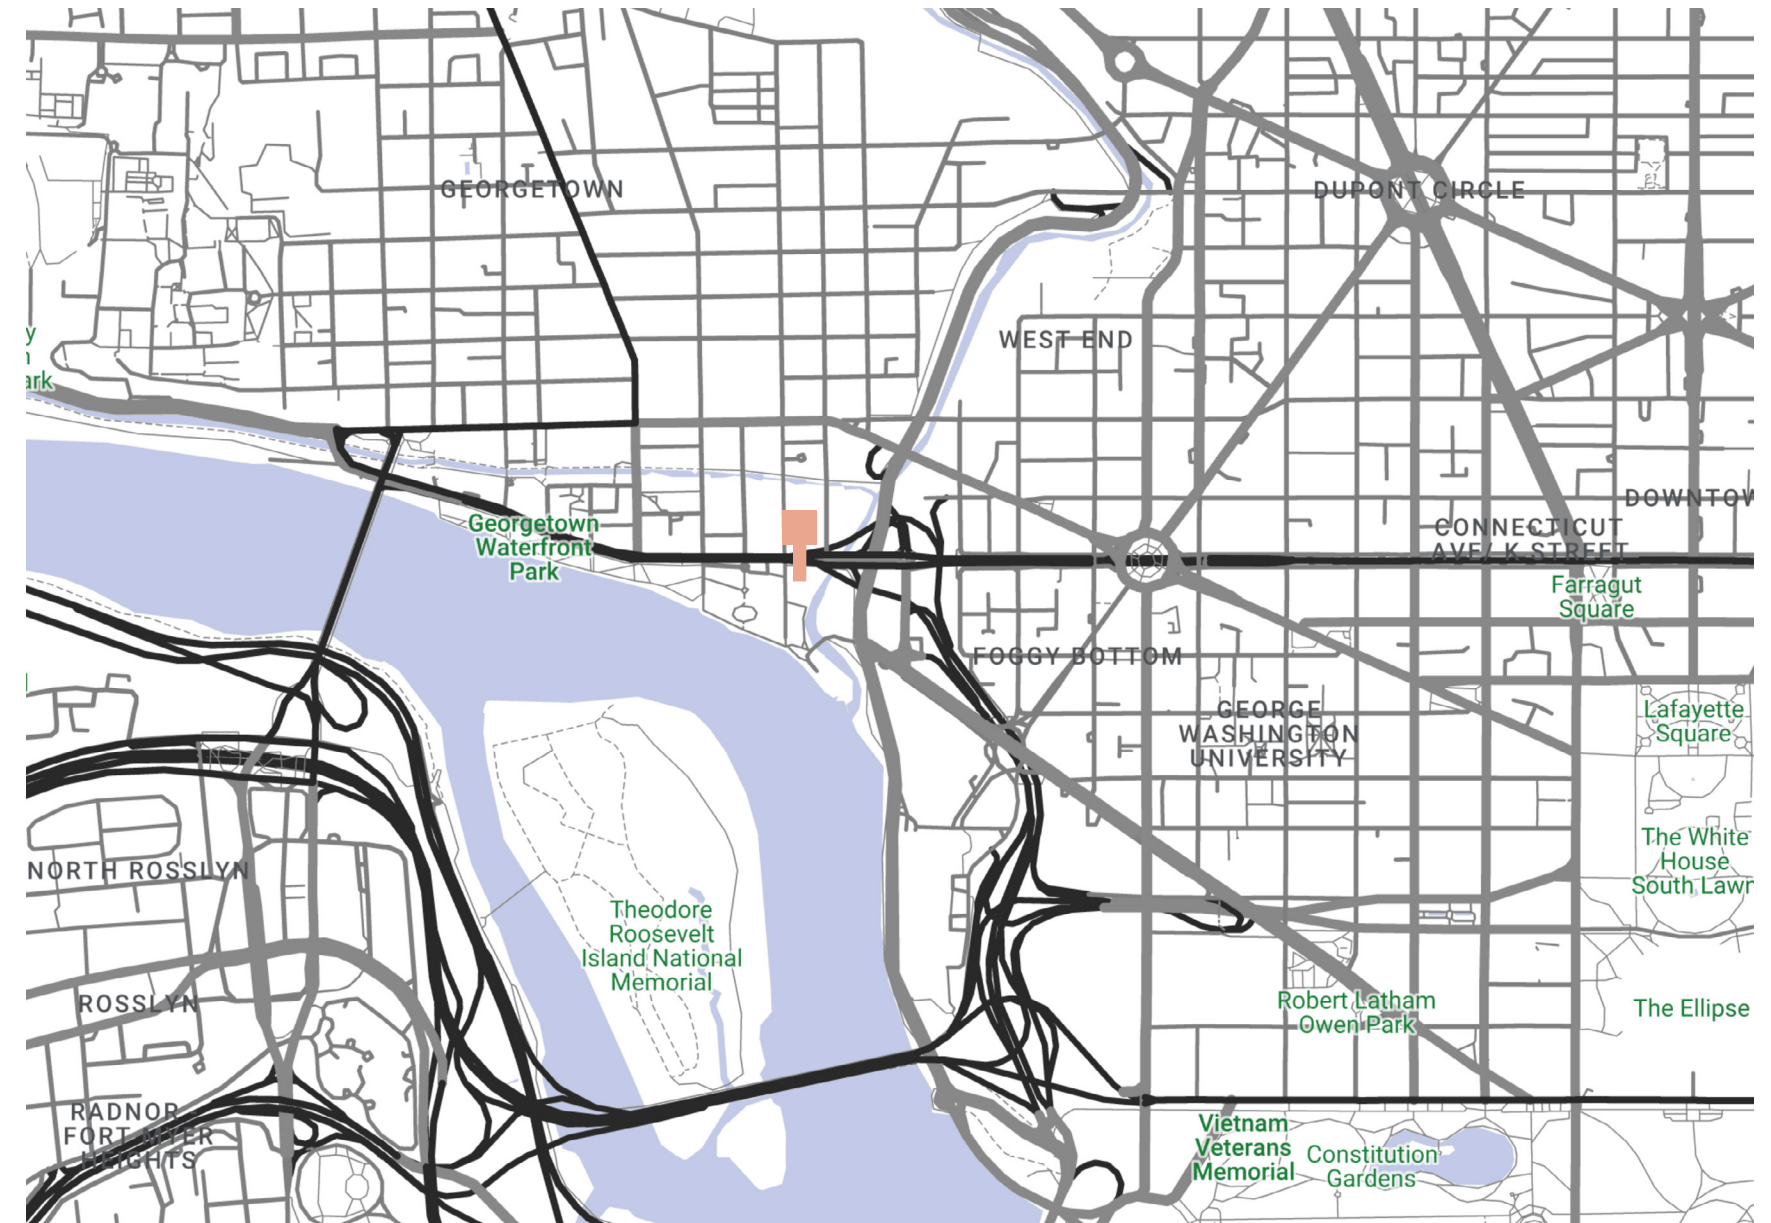 GEORGETOWN
DUPONT CIRCLE
WEST END
y
n
ark
DOWNTOW
CONNECTICUT
AVE/ K STREET
Georgetown
Waterfront
Park
Farragut
Square
FOGGY BOTTOM
GEORGE
WASHINGTON
UNIVERSITY
Lafayette
Square
The White
House
South Lawn
NORTH ROSSLYN
Theodore
Roosevelt
Island National
Memorial
ROSSLYN
Robert Latham
Owen Park
The Ellipse
RADNOR -
FORT MYER
HEIGHTS
Vietnam
Veterans
Memorial
Constitution
Gardens